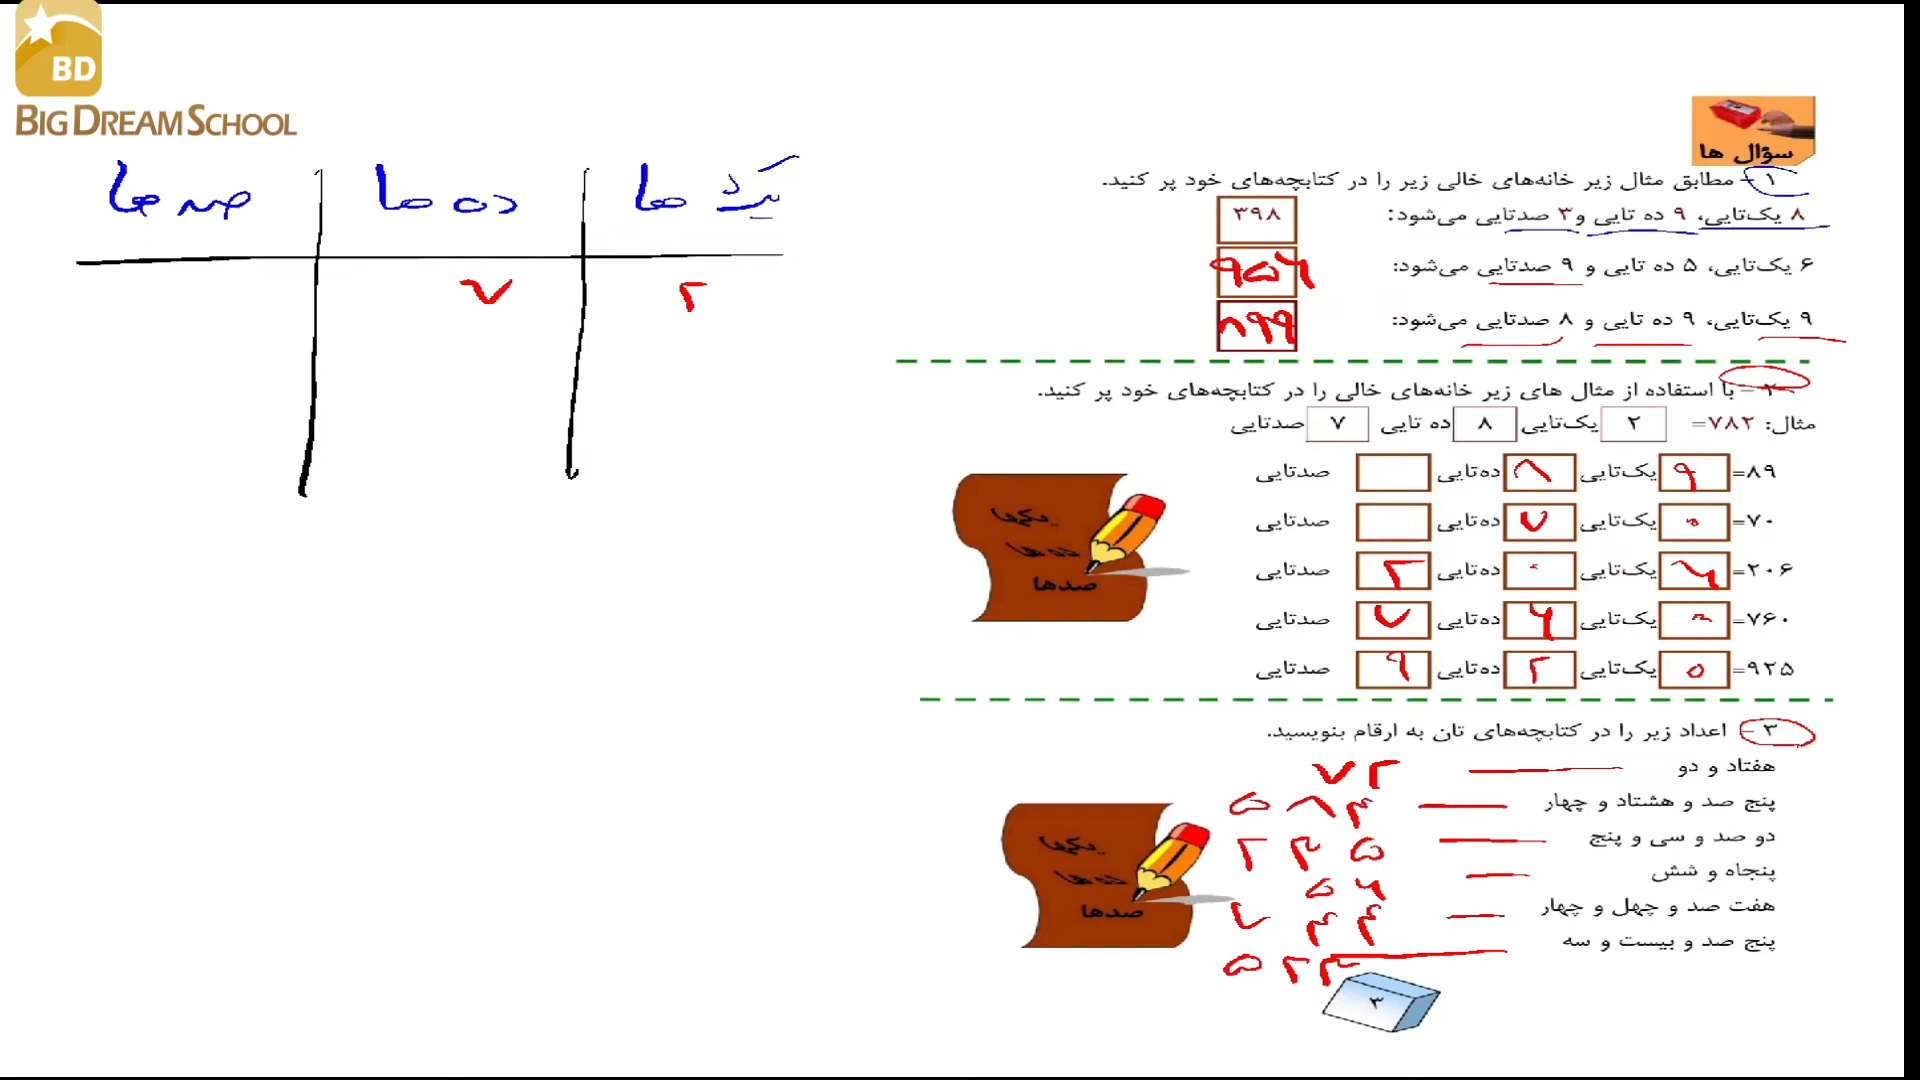 BD
BIG DREAM SCHOOL
یک ها ده ها صد ها
۲ ۷
سؤال ها
۱ – مطابق مثال زیر خانه‌های خالی زیر را در کتابچه‌های خود پر کنید.
۸ یک‌تایی، ۹ ده تایی و ۳ صدتایی می‌شود: ۳۹۸
۶ یک‌تایی، ۵ ده تایی و ۹ صدتایی می‌شود: ۹۵۶
۹ یک‌تایی، ۹ ده تایی و ۸ صدتایی می‌شود: ۸۹۹
۲ – با استفاده از مثال های زیر خانه‌های خالی را در کتابچه‌های خود پر کنید.
مثال: ۷۸۲= ۲ یک‌تایی ۸ ده تایی ۷ صدتایی
۸۹= ۹ یک‌تایی ۸ ده‌تایی صدتایی
۷۰= ۰ یک‌تایی ۷ ده‌تایی صدتایی
۲۰۶= ۶ یک‌تایی ۰ ده‌تایی ۲ صدتایی
۷۶۰= ۰ یک‌تایی ۶ ده‌تایی ۷ صدتایی
۹۲۵= ۵ یک‌تایی ۲ ده‌تایی ۹ صدتایی
یکها
ده ها
صدها
۳ – اعداد زیر را در کتابچه‌های تان به ارقام بنویسید.
هفتاد و دو ۷۲
پنج صد و هشتاد و چهار ۵۸۴
دو صد و سی و پنج ۲۳۵
پنجاه و شش ۵۶
هفت صد و چهل و چهار ۷۴۴
پنج صد و بیست و سه ۵۲۳
یکها
ده ها
صدها
۳